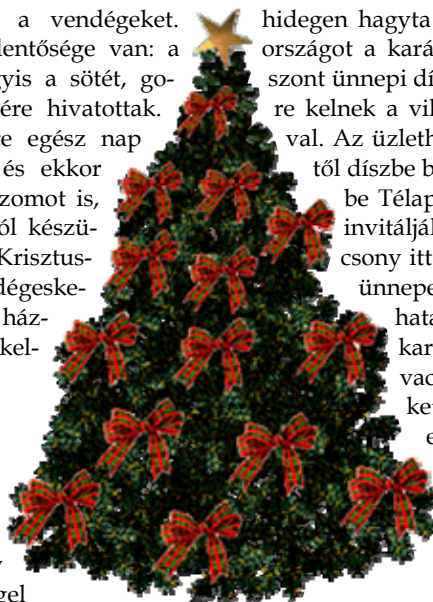 a vendégeket.
lentősége van: a
gyis a sötét, go-
ére hivatottak.
e egész nap
és ekkor
zomot is,
ól készü-
Krisztus-
dégeske-
ház-
kel-
gel
hidegen hagyta
országot a kará
szont ünnepi dí
re kelnek a vil
val. Az üzleth
től díszbe b
be Télap
invitáljá
csony itt
ünnepe
hata
kar
vac
ke
e